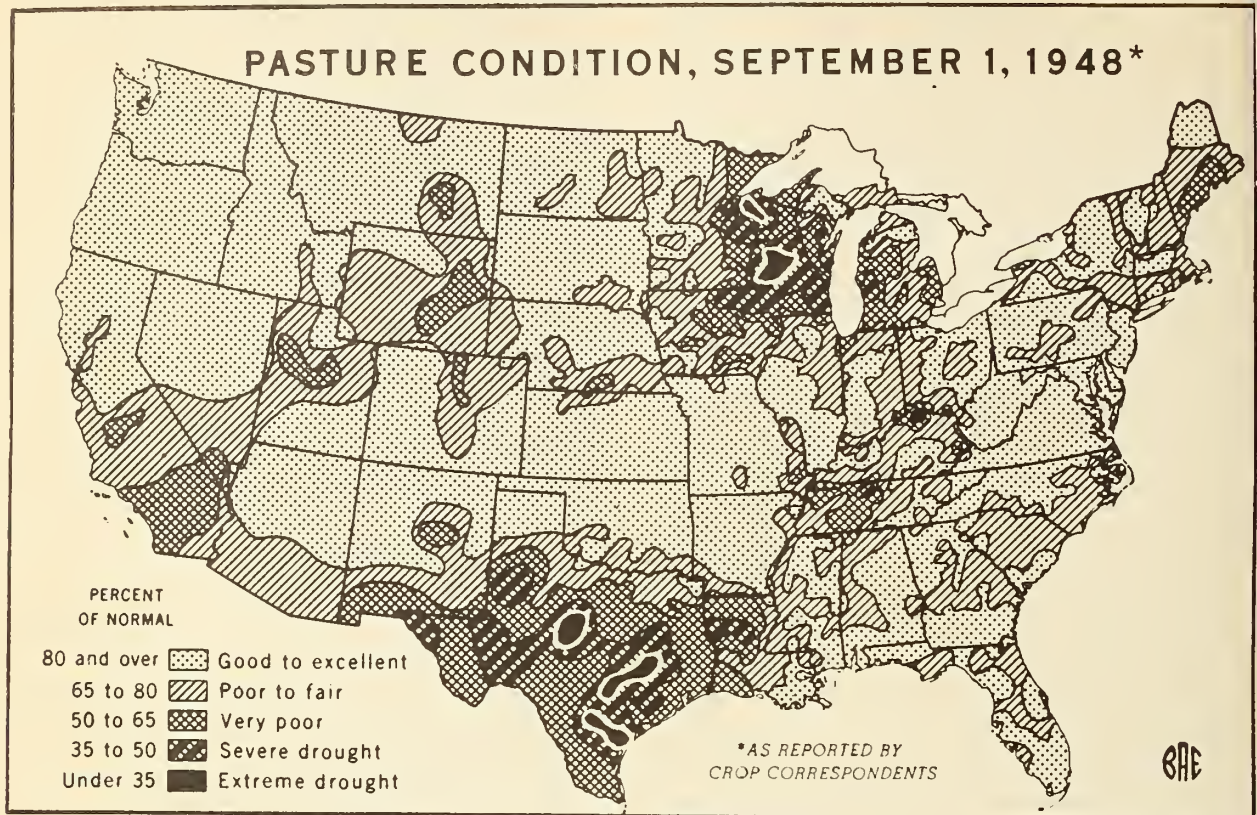 PASTURE CONDITION, SEPTEMBER 1, 1948*
PERCENT
OF NORMAL
80 and over Good to excellent
65 to 80 Poor to fair
50 to 65 Very poor
35 to 50 Severe drought
Under 35 Extreme drought
*AS REPORTED BY
CROP CORRESPONDENTS
BAE